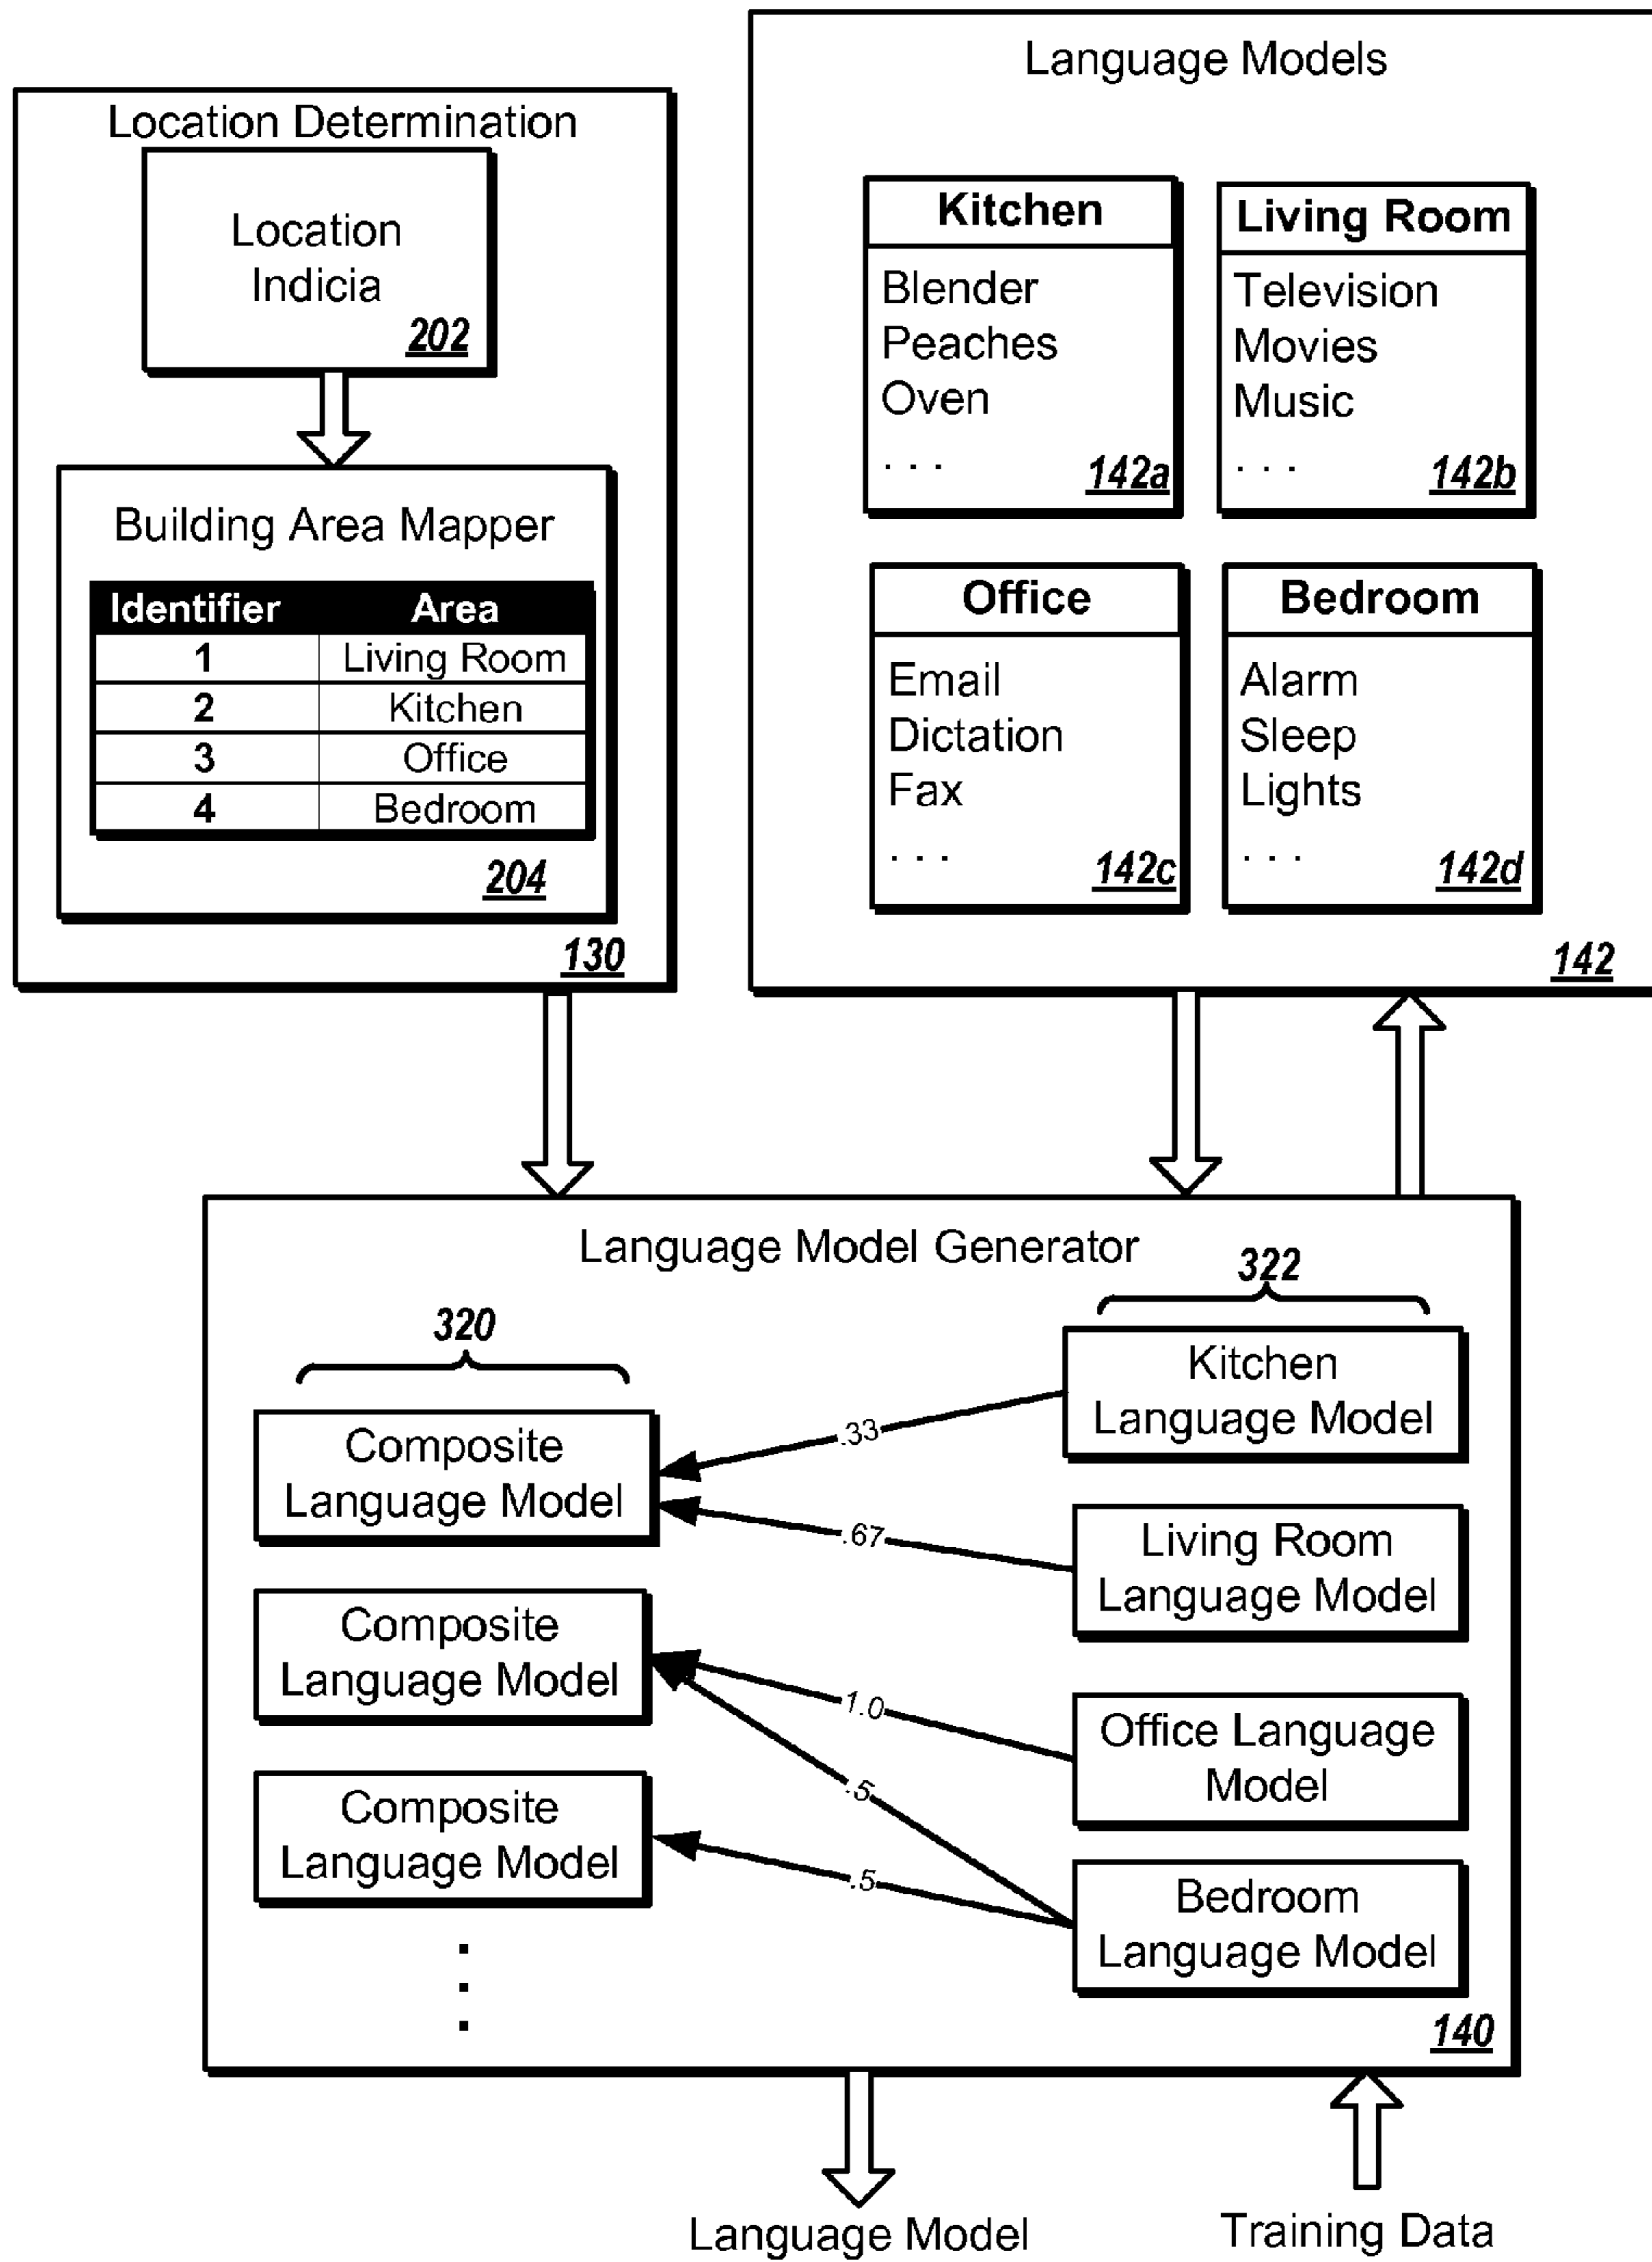 Location Determination
Location
Indicia
202
Building Area Mapper
Identifier Area
1 Living Room
2 Kitchen
3 Office
4 Bedroom
204
130
Language Models
Kitchen
Blender
Peaches
Oven
. . .
142a
Living Room
Television
Movies
Music
. . .
142b
Office
Email
Dictation
Fax
. . .
142c
Bedroom
Alarm
Sleep
Lights
. . .
142d
142
Language Model Generator
320
322
Composite
Language Model
Composite
Language Model
Composite
Language Model
.33
.67
1.0
.5
.5
Kitchen
Language Model
Living Room
Language Model
Office Language
Model
Bedroom
Language Model
140
Language Model
Training Data